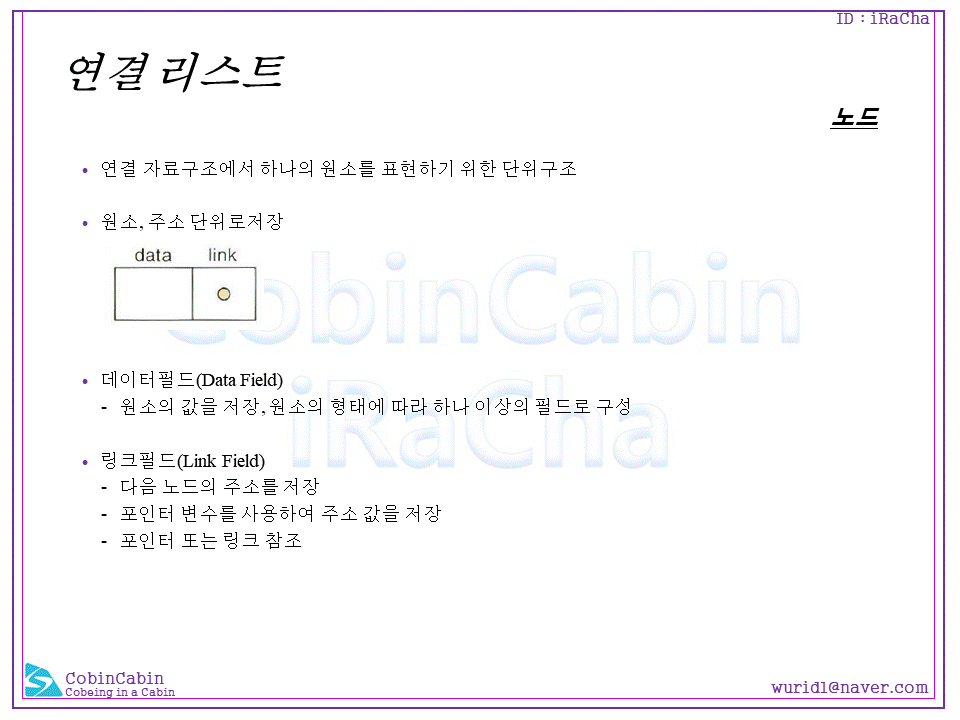 ID : iRaCha
연결 리스트
노드
• 연결 자료구조에서 하나의 원소를 표현하기 위한 단위구조
• 원소, 주소 단위로저장
data link
CobinCabin
iRaCha
• 데이터필드(Data Field)
- 원소의 값을 저장, 원소의 형태에 따라 하나 이상의 필드로 구성
• 링크필드(Link Field)
- 다음 노드의 주소를 저장
- 포인터 변수를 사용하여 주소 값을 저장
- 포인터 또는 링크 참조
CobinCabin
Cobeing in a Cabin
wurid1@naver.com